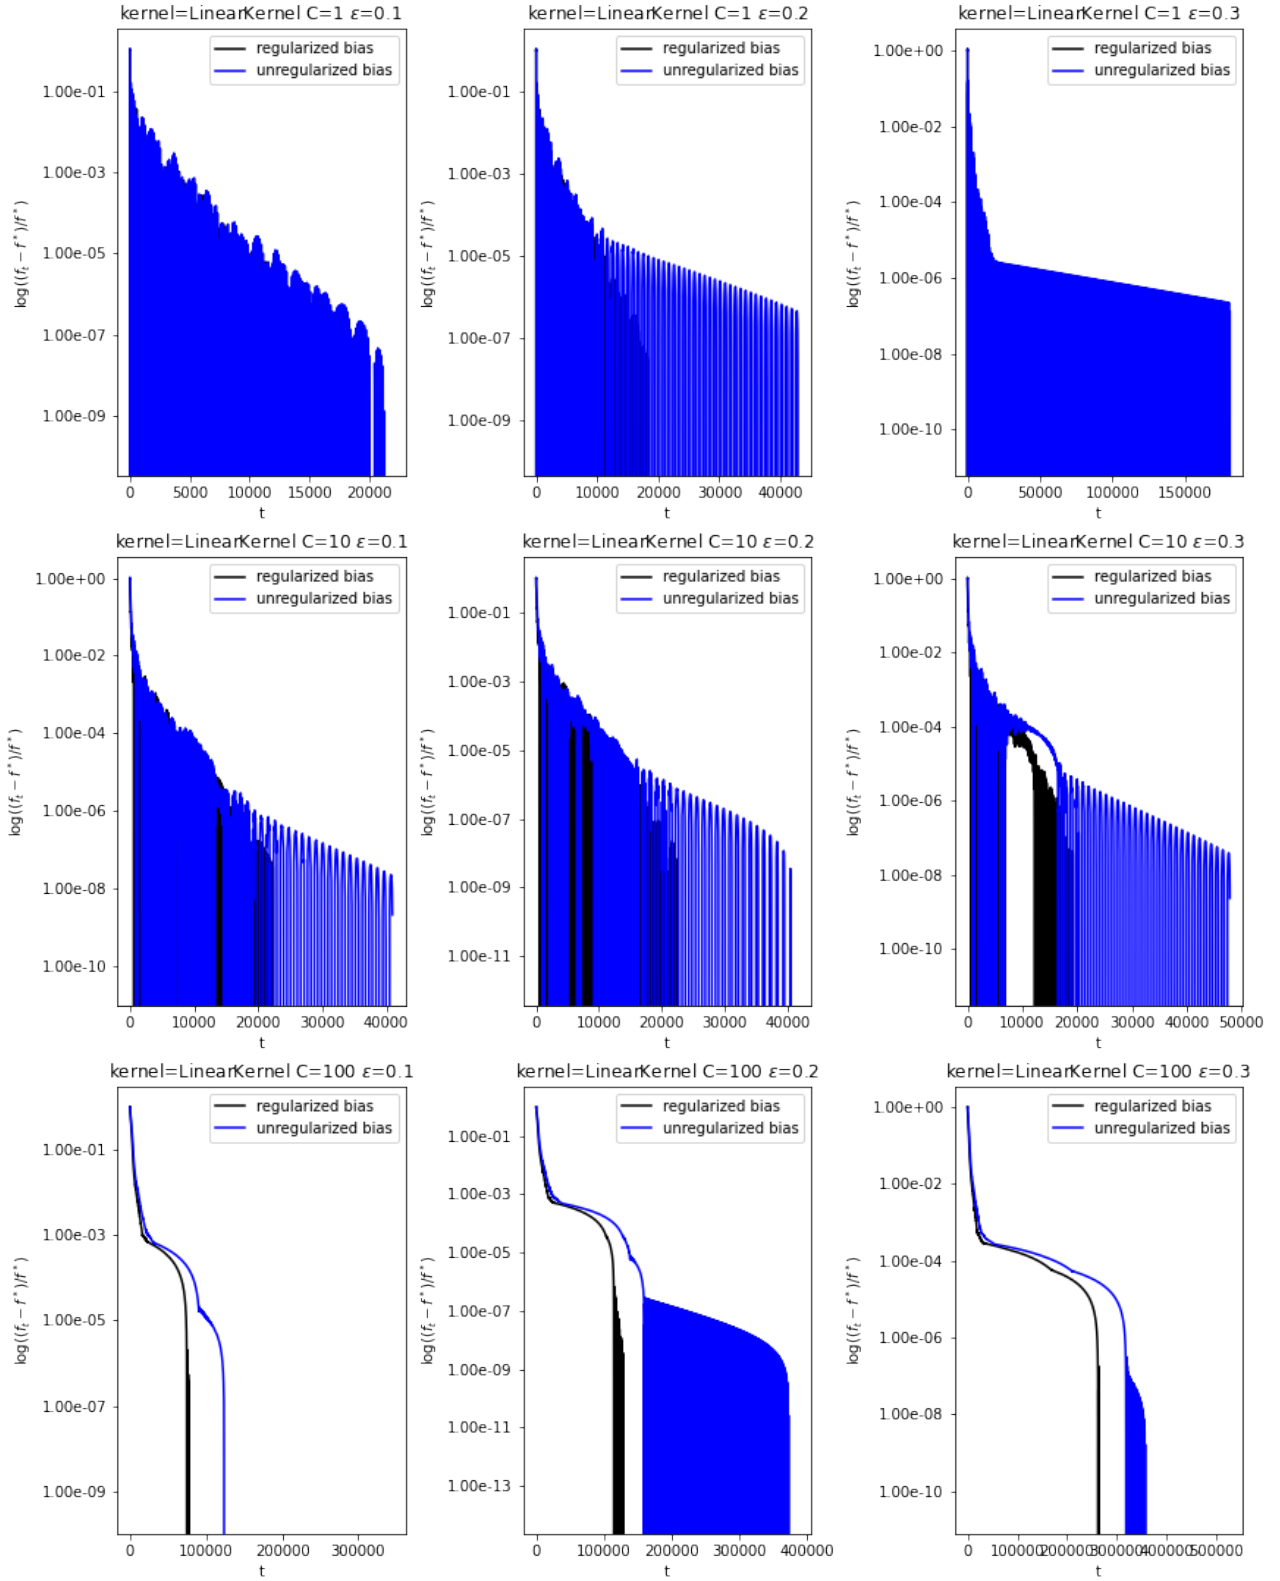 kernel=LinearKernel C=1 ε=0.1
regularized bias
unregularized bias
1.00e-01
1.00e-03
1.00e-05
1.00e-07
1.00e-09
log((f_t − f*)/f*)
0 5000 10000 15000 20000
t
kernel=LinearKernel C=1 ε=0.2
regularized bias
unregularized bias
1.00e-01
1.00e-03
1.00e-05
1.00e-07
1.00e-09
log((f_t − f*)/f*)
0 10000 20000 30000 40000
t
kernel=LinearKernel C=1 ε=0.3
regularized bias
unregularized bias
1.00e+00
1.00e-02
1.00e-04
1.00e-06
1.00e-08
1.00e-10
log((f_t − f*)/f*)
0 50000 100000 150000
t
kernel=LinearKernel C=10 ε=0.1
regularized bias
unregularized bias
1.00e+00
1.00e-02
1.00e-04
1.00e-06
1.00e-08
1.00e-10
log((f_t − f*)/f*)
0 10000 20000 30000 40000
t
kernel=LinearKernel C=10 ε=0.2
regularized bias
unregularized bias
1.00e-01
1.00e-03
1.00e-05
1.00e-07
1.00e-09
1.00e-11
log((f_t − f*)/f*)
0 10000 20000 30000 40000
t
kernel=LinearKernel C=10 ε=0.3
regularized bias
unregularized bias
1.00e+00
1.00e-02
1.00e-04
1.00e-06
1.00e-08
1.00e-10
log((f_t − f*)/f*)
0 10000 20000 30000 40000 50000
t
kernel=LinearKernel C=100 ε=0.1
regularized bias
unregularized bias
1.00e-01
1.00e-03
1.00e-05
1.00e-07
1.00e-09
log((f_t − f*)/f*)
0 100000 200000 300000
t
kernel=LinearKernel C=100 ε=0.2
regularized bias
unregularized bias
1.00e-01
1.00e-03
1.00e-05
1.00e-07
1.00e-09
1.00e-11
1.00e-13
log((f_t − f*)/f*)
0 100000 200000 300000 400000
t
kernel=LinearKernel C=100 ε=0.3
regularized bias
unregularized bias
1.00e+00
1.00e-02
1.00e-04
1.00e-06
1.00e-08
1.00e-10
log((f_t − f*)/f*)
0 100000 200000 300000 400000 500000
t